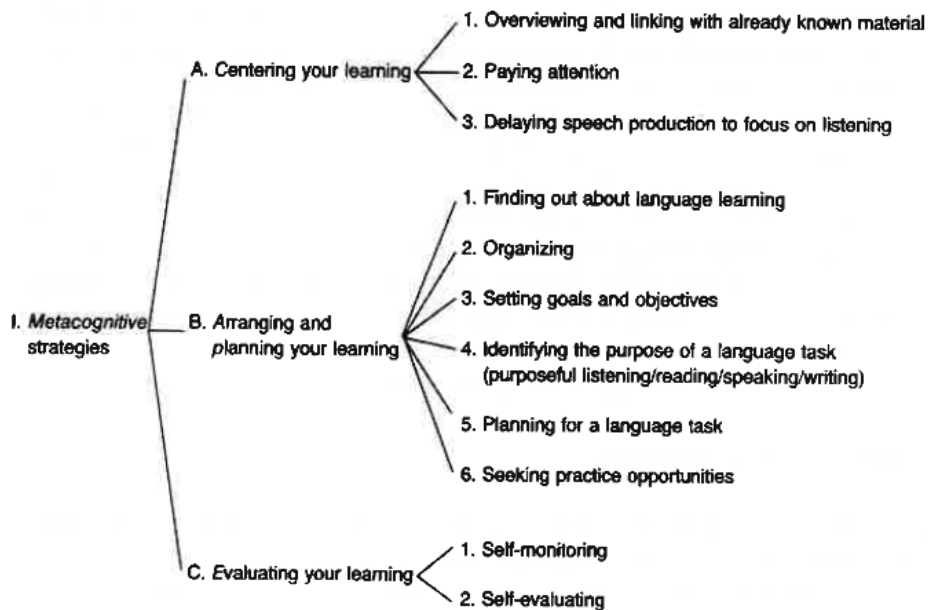 1. Overviewing and linking with already known material
A. Centering your learning
2. Paying attention
3. Delaying speech production to focus on listening
1. Finding out about language learning
2. Organizing
3. Setting goals and objectives
I. Metacognitive
strategies
B. Arranging and
planning your learning
4. Identifying the purpose of a language task
(purposeful listening/reading/speaking/writing)
5. Planning for a language task
6. Seeking practice opportunities
C. Evaluating your learning
1. Self-monitoring
2. Self-evaluating